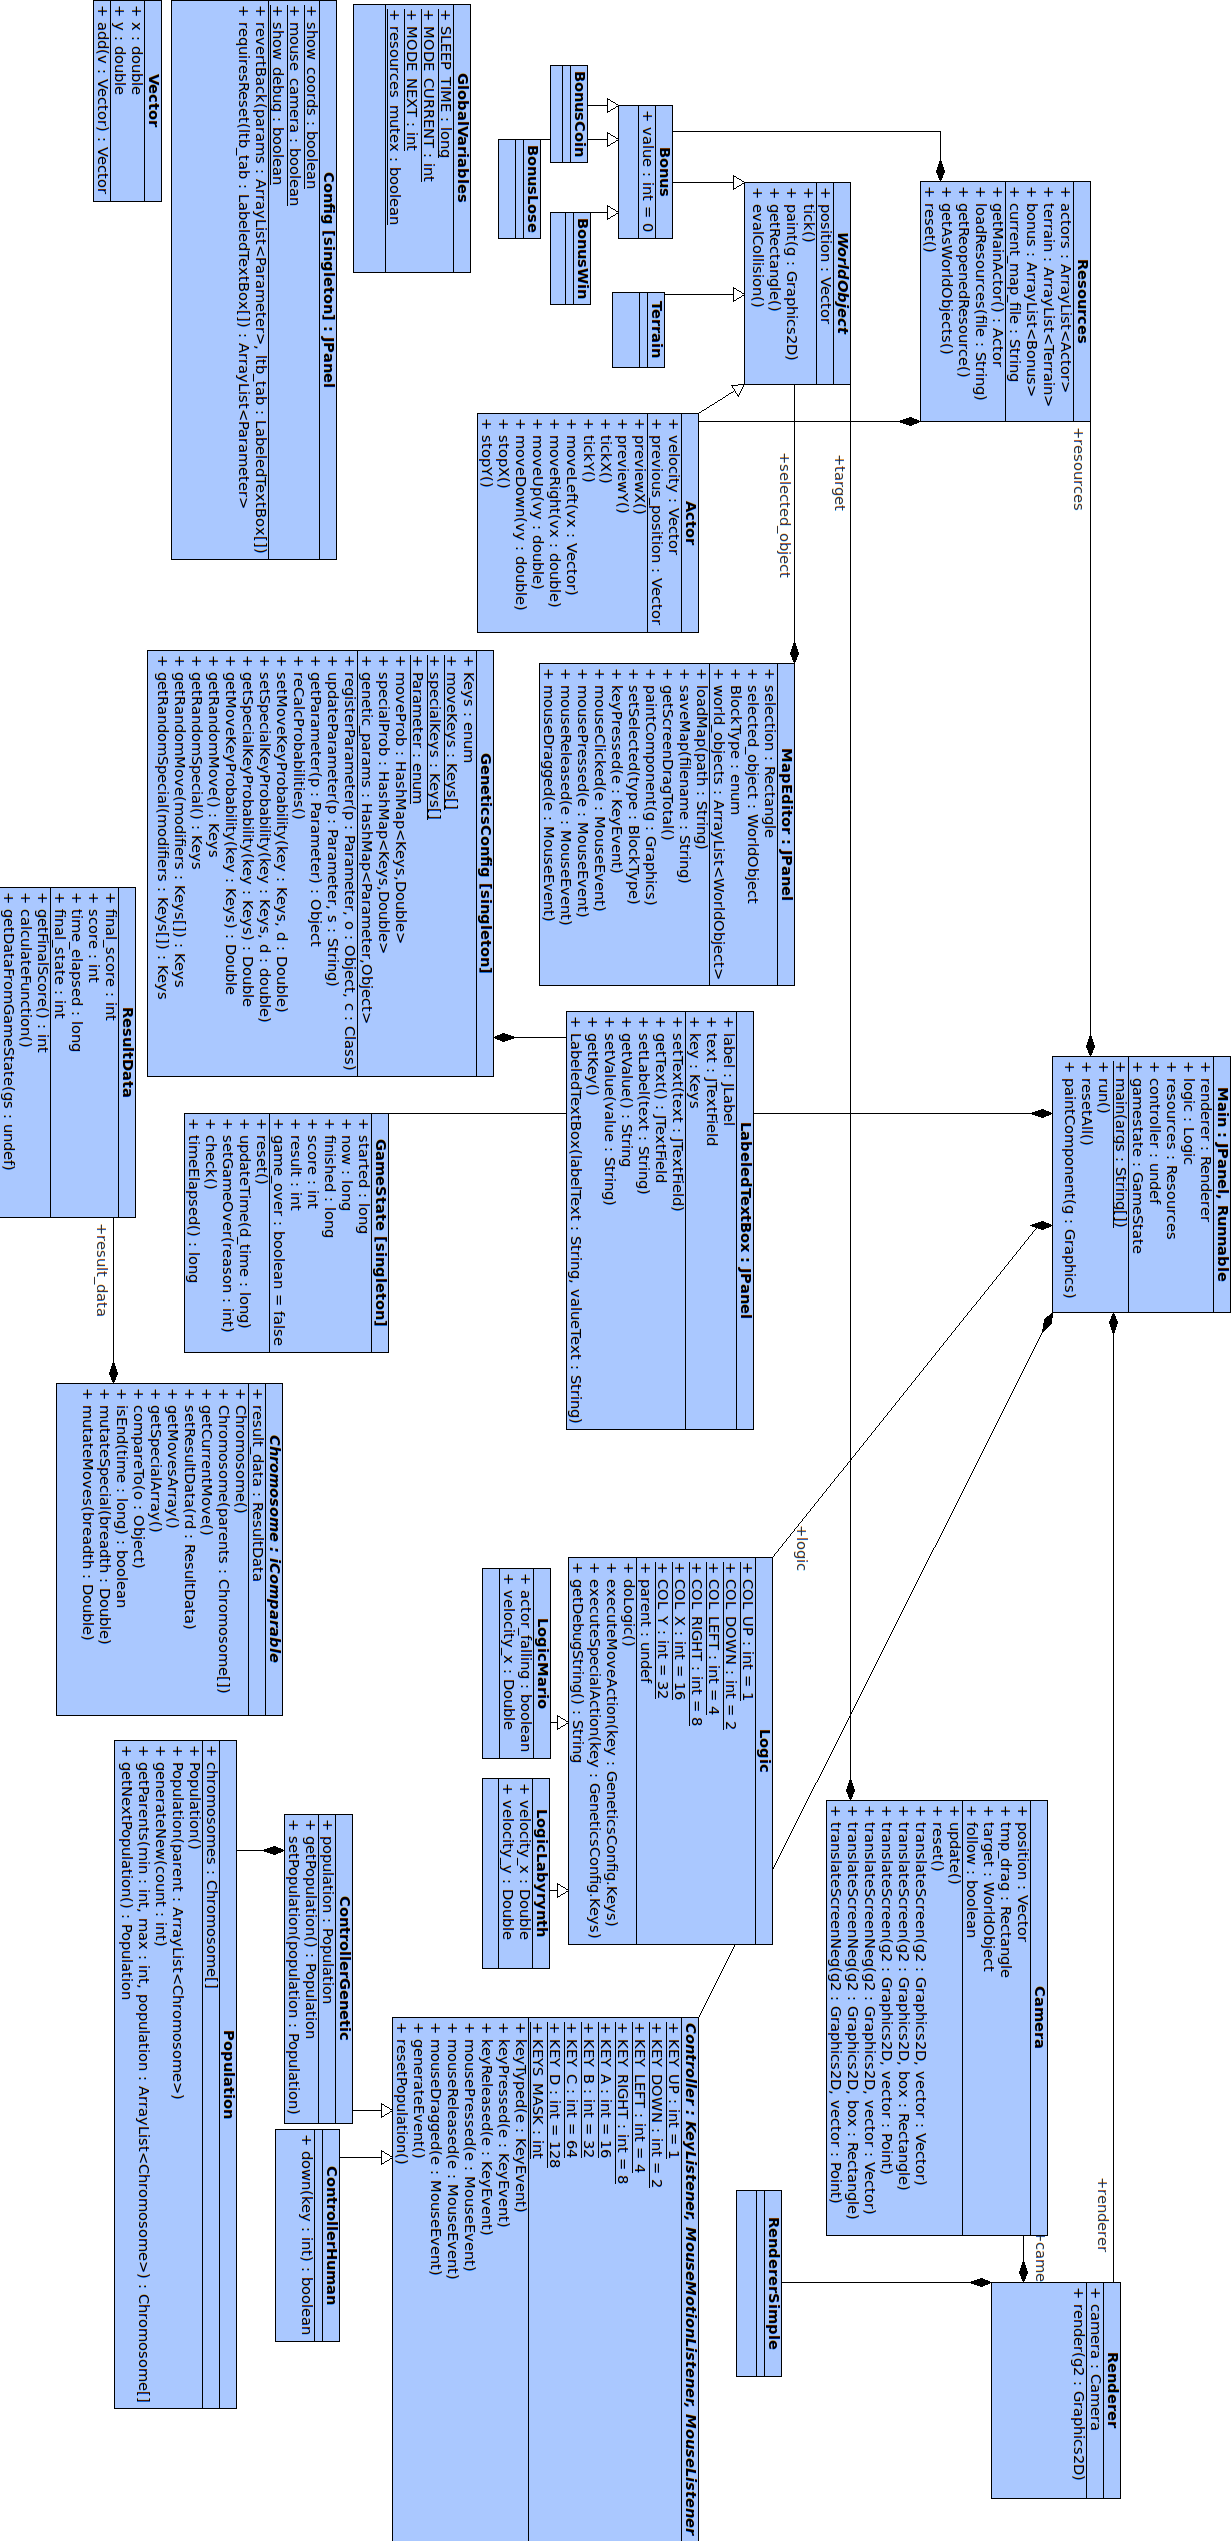 Main : JPanel, Runnable
+ renderer : Renderer
+ logic : Logic
+ resources : Resources
+ controller : undef
+ gamestate : GameState
+ main(args : String[])
+ run()
+ resetAll()
+ paintComponent(g : Graphics)
+resources
+renderer
Renderer
+ camera : Camera
+ render(g2 : Graphics2D)
Resources
+ actors : ArrayList<Actor>
+ terrain : ArrayList<Terrain>
+ bonus : ArrayList<Bonus>
+ current_map_file : String
+ getMainActor() : Actor
+ loadResources(file : String)
+ getReopenedResource()
+ getAsWorldObjects()
+ reset()
Camera
+ position : Vector
+ tmp_drag : Rectangle
+ target : WorldObject
+ follow : boolean
+ update()
+ reset()
+ translateScreen(g2 : Graphics2D, vector : Vector)
+ translateScreen(g2 : Graphics2D, box : Rectangle)
+ translateScreen(g2 : Graphics2D, vector : Point)
+ translateScreenNeg(g2 : Graphics2D, vector : Vector)
+ translateScreenNeg(g2 : Graphics2D, box : Rectangle)
+ translateScreenNeg(g2 : Graphics2D, vector : Point)
WorldObject
+ position : Vector
+ tick()
+ paint(g : Graphics2D)
+ getRectangle()
+ evalCollision()
+target
+selected_object
+logic
RendererSimple
Bonus
+ value : int = 0
BonusCoin
BonusLose
BonusWin
Terrain
Actor
+ velocity : Vector
+ previous_position : Vector
+ previewX()
+ previewY()
+ tickX()
+ tickY()
+ moveLeft(vx : Vector)
+ moveRight(vx : double)
+ moveUp(vy : double)
+ moveDown(vy : double)
+ stopX()
+ stopY()
MapEditor : JPanel
+ selection : Rectangle
+ selected_object : WorldObject
+ BlockType : enum
+ world_objects : ArrayList<WorldObject>
+ loadMap(path : String)
+ saveMap(filename : String)
+ getScreenDragTotal()
+ paintComponent(g : Graphics)
+ setSelected(type : BlockType)
+ keyPressed(e : KeyEvent)
+ mouseClicked(e : MouseEvent)
+ mousePressed(e : MouseEvent)
+ mouseReleased(e : MouseEvent)
+ mouseDragged(e : MouseEvent)
LabeledTextBox : JPanel
+ label : JLabel
+ text : JTextField
+ key : Keys
+ setText(text : JTextField)
+ getText() : JTextField
+ setLabel(text : String)
+ getValue() : String
+ setValue(value : String)
+ getKey()
+ LabeledTextBox(labelText : String, valueText : String)
Logic
+ COL_UP : int = 1
+ COL_DOWN : int = 2
+ COL_LEFT : int = 4
+ COL_RIGHT : int = 8
+ COL_X : int = 16
+ COL_Y : int = 32
+ parent : undef
+ doLogic()
+ executeMoveAction(key : GeneticsConfig.Keys)
+ executeSpecialAction(key : GeneticsConfig.Keys)
+ getDebugString() : String
LogicMario
+ actor_falling : boolean
+ velocity_x : Double
LogicLabyrynth
+ velocity_x : Double
+ velocity_y : Double
Controller : KeyListener, MouseMotionListener, MouseListener
+ KEY_UP : int = 1
+ KEY_DOWN : int = 2
+ KEY_LEFT : int = 4
+ KEY_RIGHT : int = 8
+ KEY_A : int = 16
+ KEY_B : int = 32
+ KEY_C : int = 64
+ KEY_D : int = 128
+ KEYS_MASK : int
+ keyTyped(e : KeyEvent)
+ keyPressed(e : KeyEvent)
+ keyReleased(e : KeyEvent)
+ mousePressed(e : MouseEvent)
+ mouseReleased(e : MouseEvent)
+ mouseDragged(e : MouseEvent)
+ generateEvent()
+ resetPopulation()
GlobalVariables
+ SLEEP_TIME : long
+ MODE_CURRENT : int
+ MODE_NEXT : int
+ resources_mutex : boolean
GeneticsConfig [singleton]
+ Keys : enum
+ moveKeys : Keys[]
+ specialKeys : Keys[]
+ Parameter : enum
+ moveProb : HashMap<Keys,Double>
+ specialProb : HashMap<Keys,Double>
+ genetic_params : HashMap<Parameter,Object>
+ registerParameter(p : Parameter, o : Object, c : Class)
+ updateParameter(p : Parameter, s : String)
+ getParameter(p : Parameter) : Object
+ reCalcProbabilities()
+ setMoveKeyProbability(key : Keys, d : Double)
+ setSpecialKeyProbability(key : Keys, d : double)
+ getSpecialKeyProbability(key : Keys) : Double
+ getMoveKeyProbability(key : Keys) : Double
+ getRandomMove() : Keys
+ getRandomSpecial() : Keys
+ getRandomMove(modifiers : Keys[]) : Keys
+ getRandomSpecial(modifiers : Keys[]) : Keys
GameState [singleton]
+ started : long
+ now : long
+ finished : long
+ score : int
+ result : int
+ game_over : boolean = false
+ reset()
+ updateTime(d_time : long)
+ setGameOver(reason : int)
+ check()
+ timeElapsed() : long
ControllerGenetic
+ population : Population
+ getPopulation() : Population
+ setPopulation(population : Population)
ControllerHuman
+ down(key : int) : boolean
Config [singleton] : JPanel
+ show_coords : boolean
+ mouse_camera : boolean
+ show_debug : boolean
+ revertBack(params : ArrayList<Parameter>, ltb_tab : LabeledTextBox[])
+ requiresReset(ltb_tab : LabeledTextBox[]) : ArrayList<Parameter>
Chromosome : iComparable
+ result_data : ResultData
+ Chromosome()
+ Chromosome(parents : Chromosome[])
+ getCurrentMove()
+ setResultData(rd : ResultData)
+ getMovesArray()
+ getSpecialArray()
+ compareTo(o : Object)
+ isEnd(time : long) : boolean
+ mutateSpecial(breadth : Double)
+ mutateMoves(breadth : Double)
Population
+ chromosomes : Chromosome[]
+ Population()
+ Population(parent : ArrayList<Chromosome>)
+ generateNew(count : int)
+ getParents(min : int, max : int, population : ArrayList<Chromosome>) : Chromosome[]
+ getNextPopulation() : Population
Vector
+ x : double
+ y : double
+ add(v : Vector) : Vector
ResultData
+ final_score : int
+ score : int
+ time_elapsed : long
+ final_state : int
+ getFinalScore() : int
+ calculateFunction()
+ getDataFromGameState(gs : undef)
+result_data